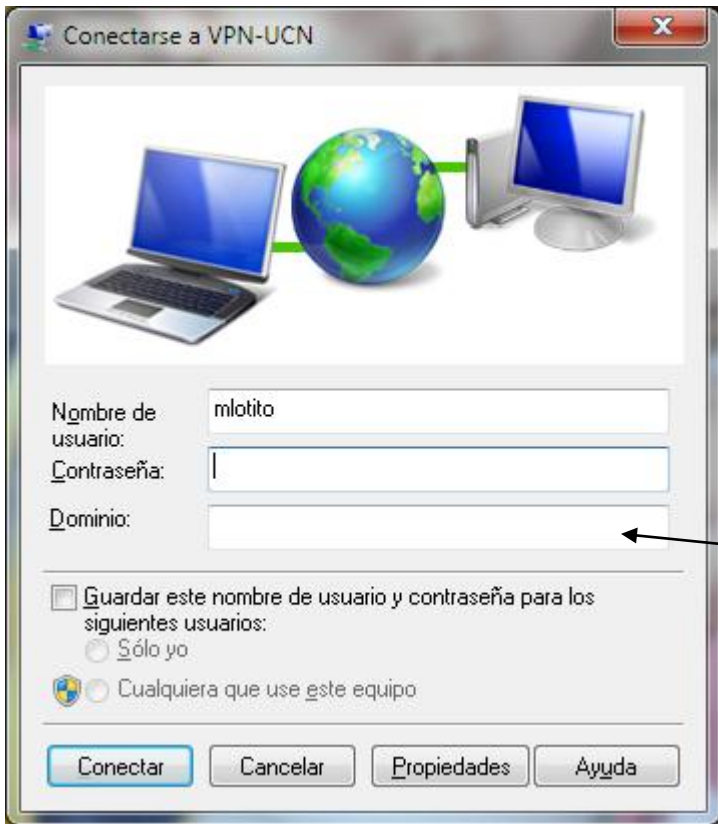 Conectarse a VPN-UCN
Nombre de
usuario:
mlotito
Contraseña:
Dominio:
Guardar este nombre de usuario y contraseña para los
siguientes usuarios:
Sólo yo
Cualquiera que use este equipo
Conectar
Cancelar
Propiedades
Ayuda